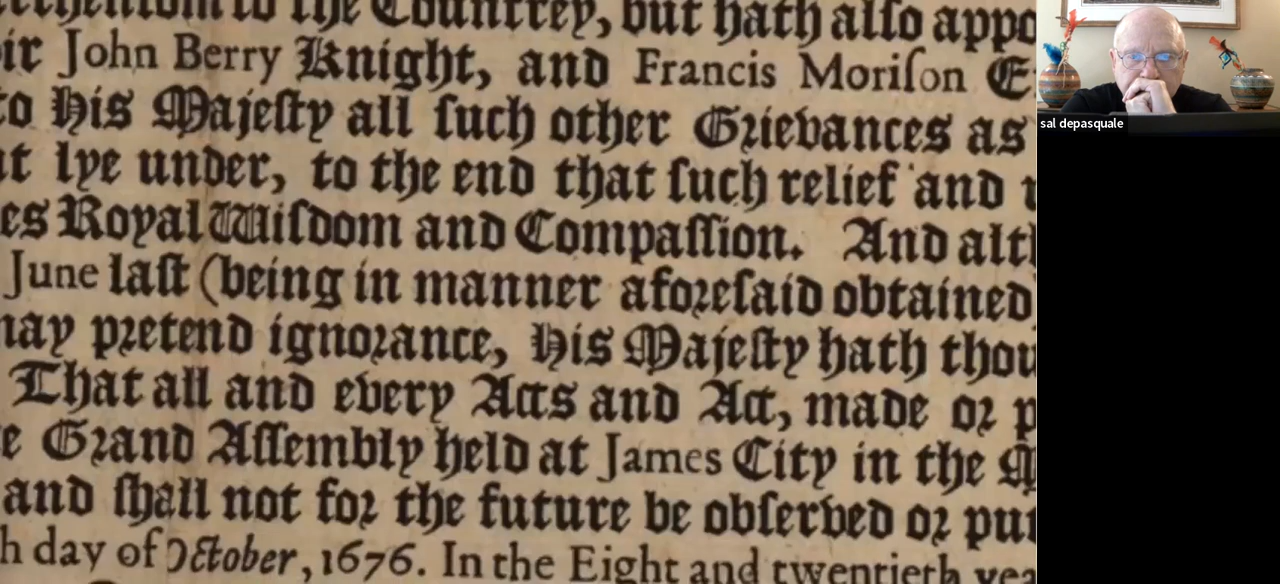 to the Countrey, but hath alſo appo
ir John Berry Knight, and Francis Moriſon E
to His Majeſty all ſuch other Grievances as
t lye under, to the end that ſuch relief and
es Royal Wiſdom and Compaſſion. And alt
June laſt (being in manner aforeſaid obtained
may pretend ignorance, His Majeſty hath thou
That all and every Acts and Act, made or p
e Grand Aſſembly held at James City in the M
and ſhall not for the future be obſerved or put
h day of October, 1676. In the Eight and twentieth yea
sal depasquale